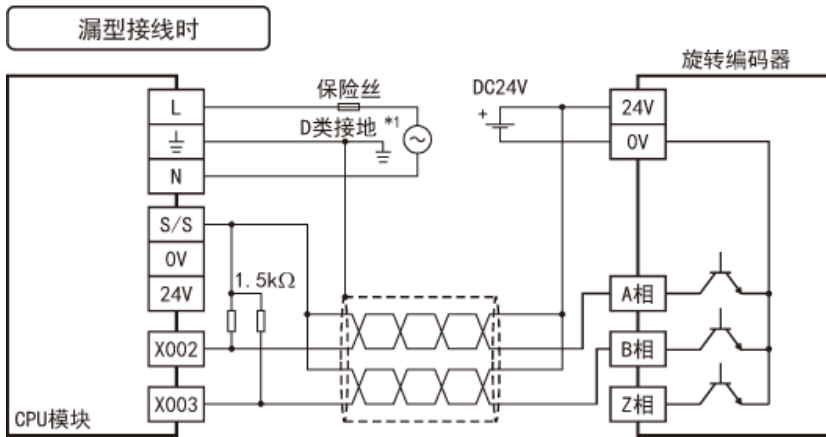 漏型接线时
旋转编码器
保险丝
DC24V
L
24V
D类接地 *1
+
0V
N
S/S
0V
1.5kΩ
24V
A相
X002
B相
X003
Z相
CPU模块